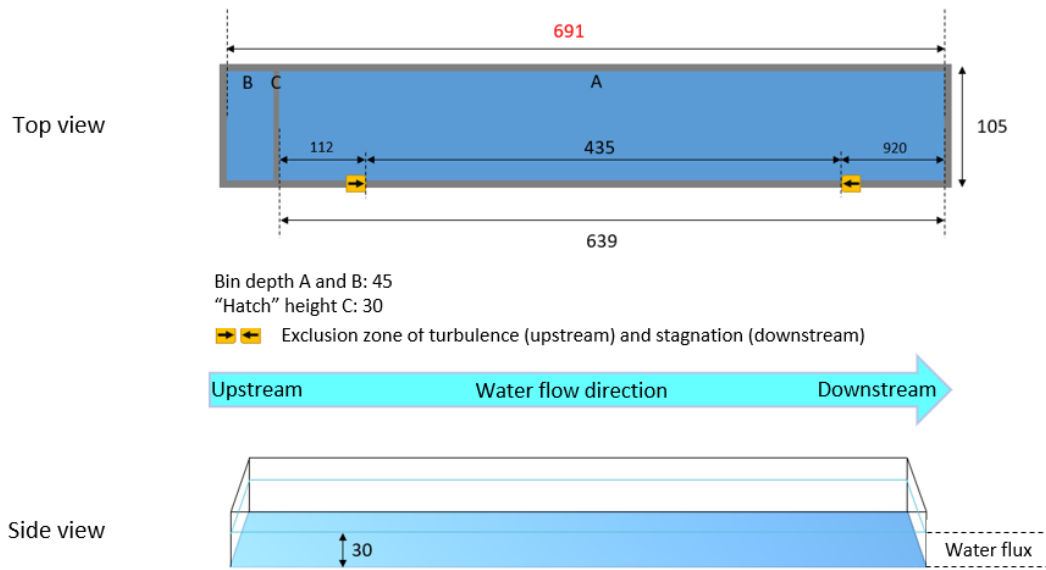 691
B
C
A
Top view
105
112
435
920
639
Bin depth A and B: 45
“Hatch” height C: 30
Exclusion zone of turbulence (upstream) and stagnation (downstream)
Upstream
Water flow direction
Downstream
Side view
30
Water flux